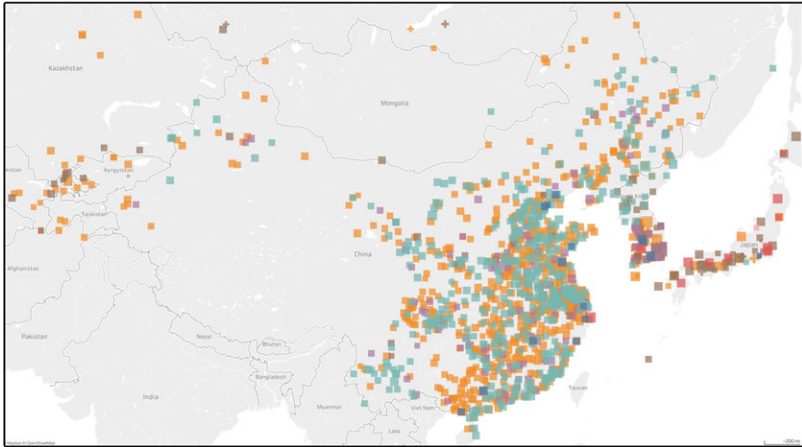 Kazakhstan
Mongolia
Kyrgyzstan
Tajikistan
Japan
China
Afghanistan
Pakistan
Nepal
Bhutan
Bangladesh
India
Taiwan
Myanmar
Viet Nam
Laos